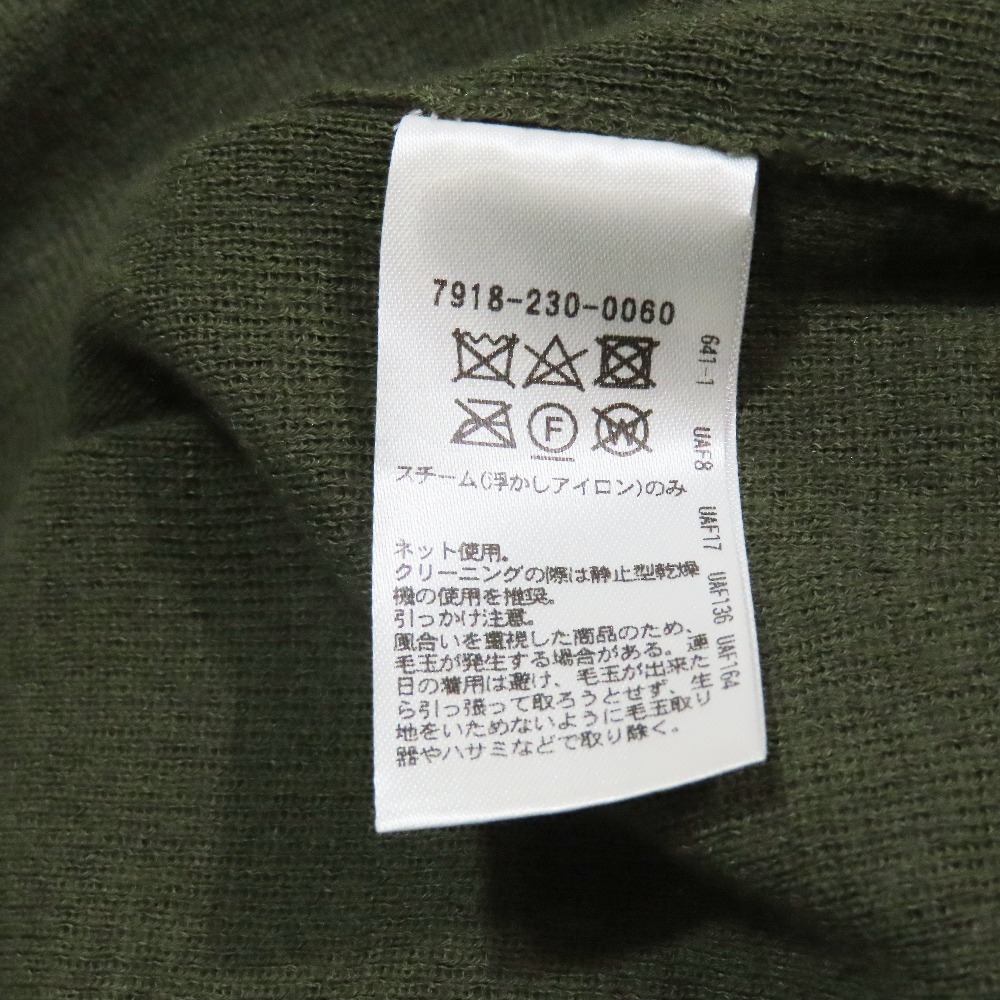 7918-230-0060
F W
スチーム(浮かしアイロン)のみ
ネット使用。
クリーニングの際は静止型乾燥
機の使用を推奨。
引っかけ注意。
風合いを重視した商品のため、
毛玉が発生する場合がある。連
日の着用は避け、毛玉が出来た
ら引っ張って取ろうとせず、生
地をいためないように毛玉取り
器やハサミなどで取り除く。
641-1 UAF8 UAF17 UAF136 UAF164